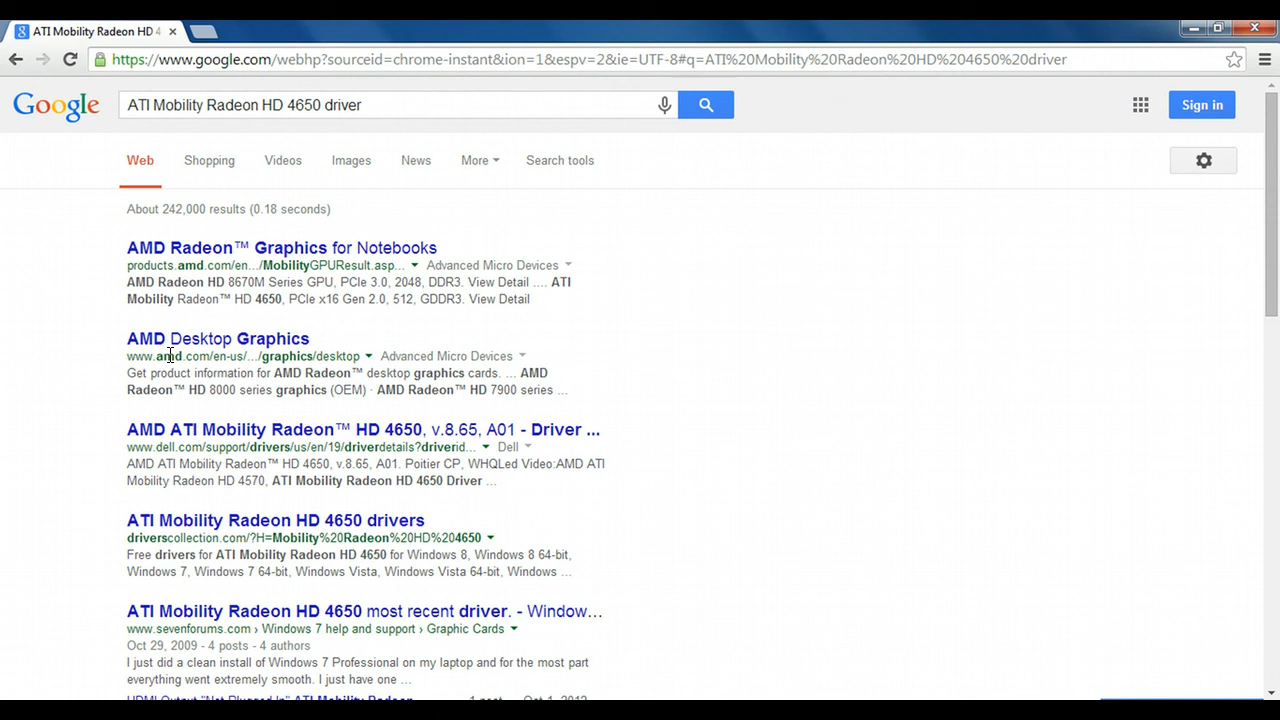 ATI Mobility Radeon HD 4
https://www.google.com/webhp?sourceid=chrome-instant&ion=1&espv=2&ie=UTF-8#q=ATI%20Mobility%20Radeon%20HD%204650%20driver
Google ATI Mobility Radeon HD 4650 driver Sign in
Web Shopping Videos Images News More Search tools
About 242,000 results (0.18 seconds)
AMD Radeon™ Graphics for Notebooks
products.amd.com/en.../MobilityGPUResult.asp... Advanced Micro Devices
AMD Radeon HD 8670M Series GPU, PCIe 3.0, 2048, DDR3. View Detail .... ATI
Mobility Radeon™ HD 4650, PCIe x16 Gen 2.0, 512, GDDR3. View Detail
AMD Desktop Graphics
www.amd.com/en-us/.../graphics/desktop Advanced Micro Devices
Get product information for AMD Radeon™ desktop graphics cards. ... AMD
Radeon™ HD 8000 series graphics (OEM) · AMD Radeon™ HD 7900 series ...
AMD ATI Mobility Radeon™ HD 4650, v.8.65, A01 - Driver ...
www.dell.com/support/drivers/us/en/19/driverdetails?driverid... Dell
AMD ATI Mobility Radeon™ HD 4650, v.8.65, A01. Poitier CP, WHQLed Video:AMD ATI
Mobility Radeon HD 4570, ATI Mobility Radeon HD 4650 Driver ...
ATI Mobility Radeon HD 4650 drivers
driverscollection.com/?H=Mobility%20Radeon%20HD%204650
Free drivers for ATI Mobility Radeon HD 4650 for Windows 8, Windows 8 64-bit,
Windows 7, Windows 7 64-bit, Windows Vista, Windows Vista 64-bit, Windows ...
ATI Mobility Radeon HD 4650 most recent driver. - Window...
www.sevenforums.com › Windows 7 help and support › Graphic Cards
Oct 29, 2009 - 4 posts - 4 authors
I just did a clean install of Windows 7 Professional on my laptop and for the most part
everything went extremely smooth. I just have one ...
HDMI Output "Not Plugged In" ATI Mobility Radeon 1 post Oct 1, 2012